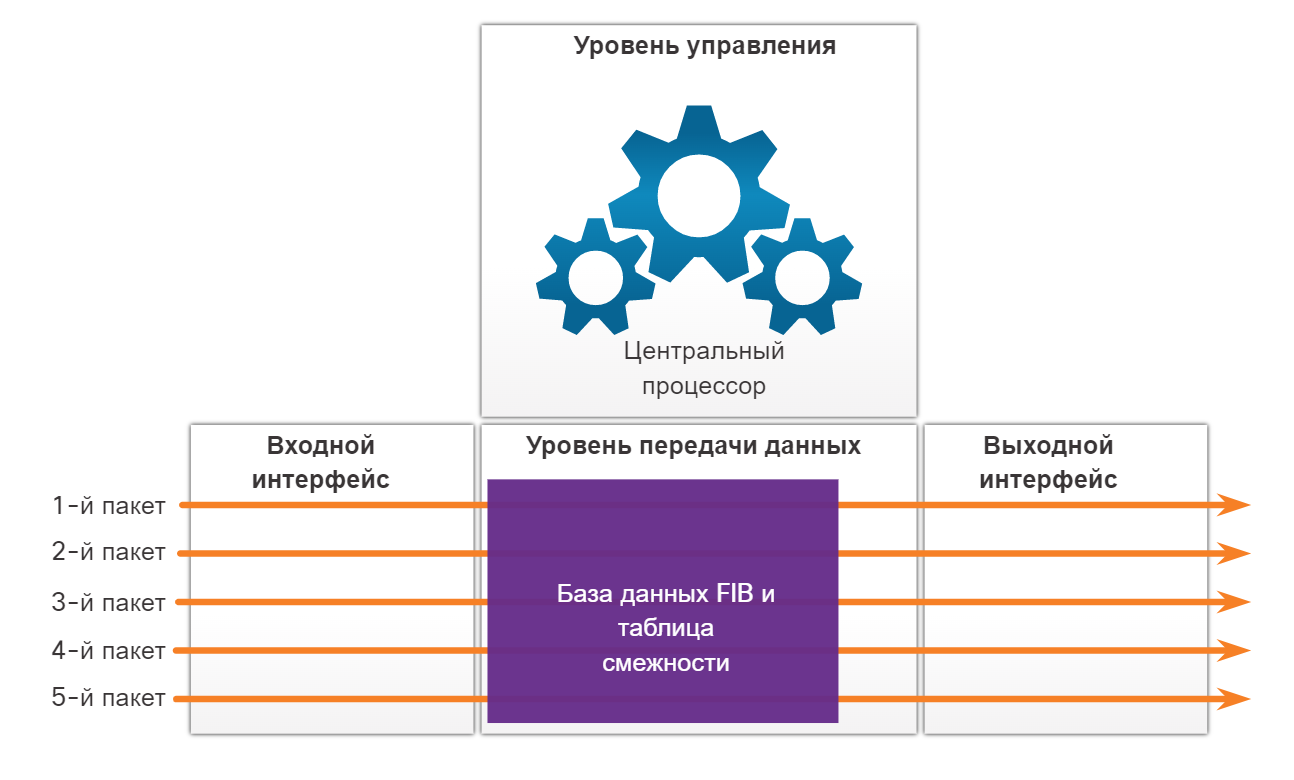 Уровень управления
Центральный
процессор
Входной
интерфейс
Уровень передачи данных
Выходной
интерфейс
1-й пакет
2-й пакет
3-й пакет
4-й пакет
5-й пакет
База данных FIB и
таблица
смежности